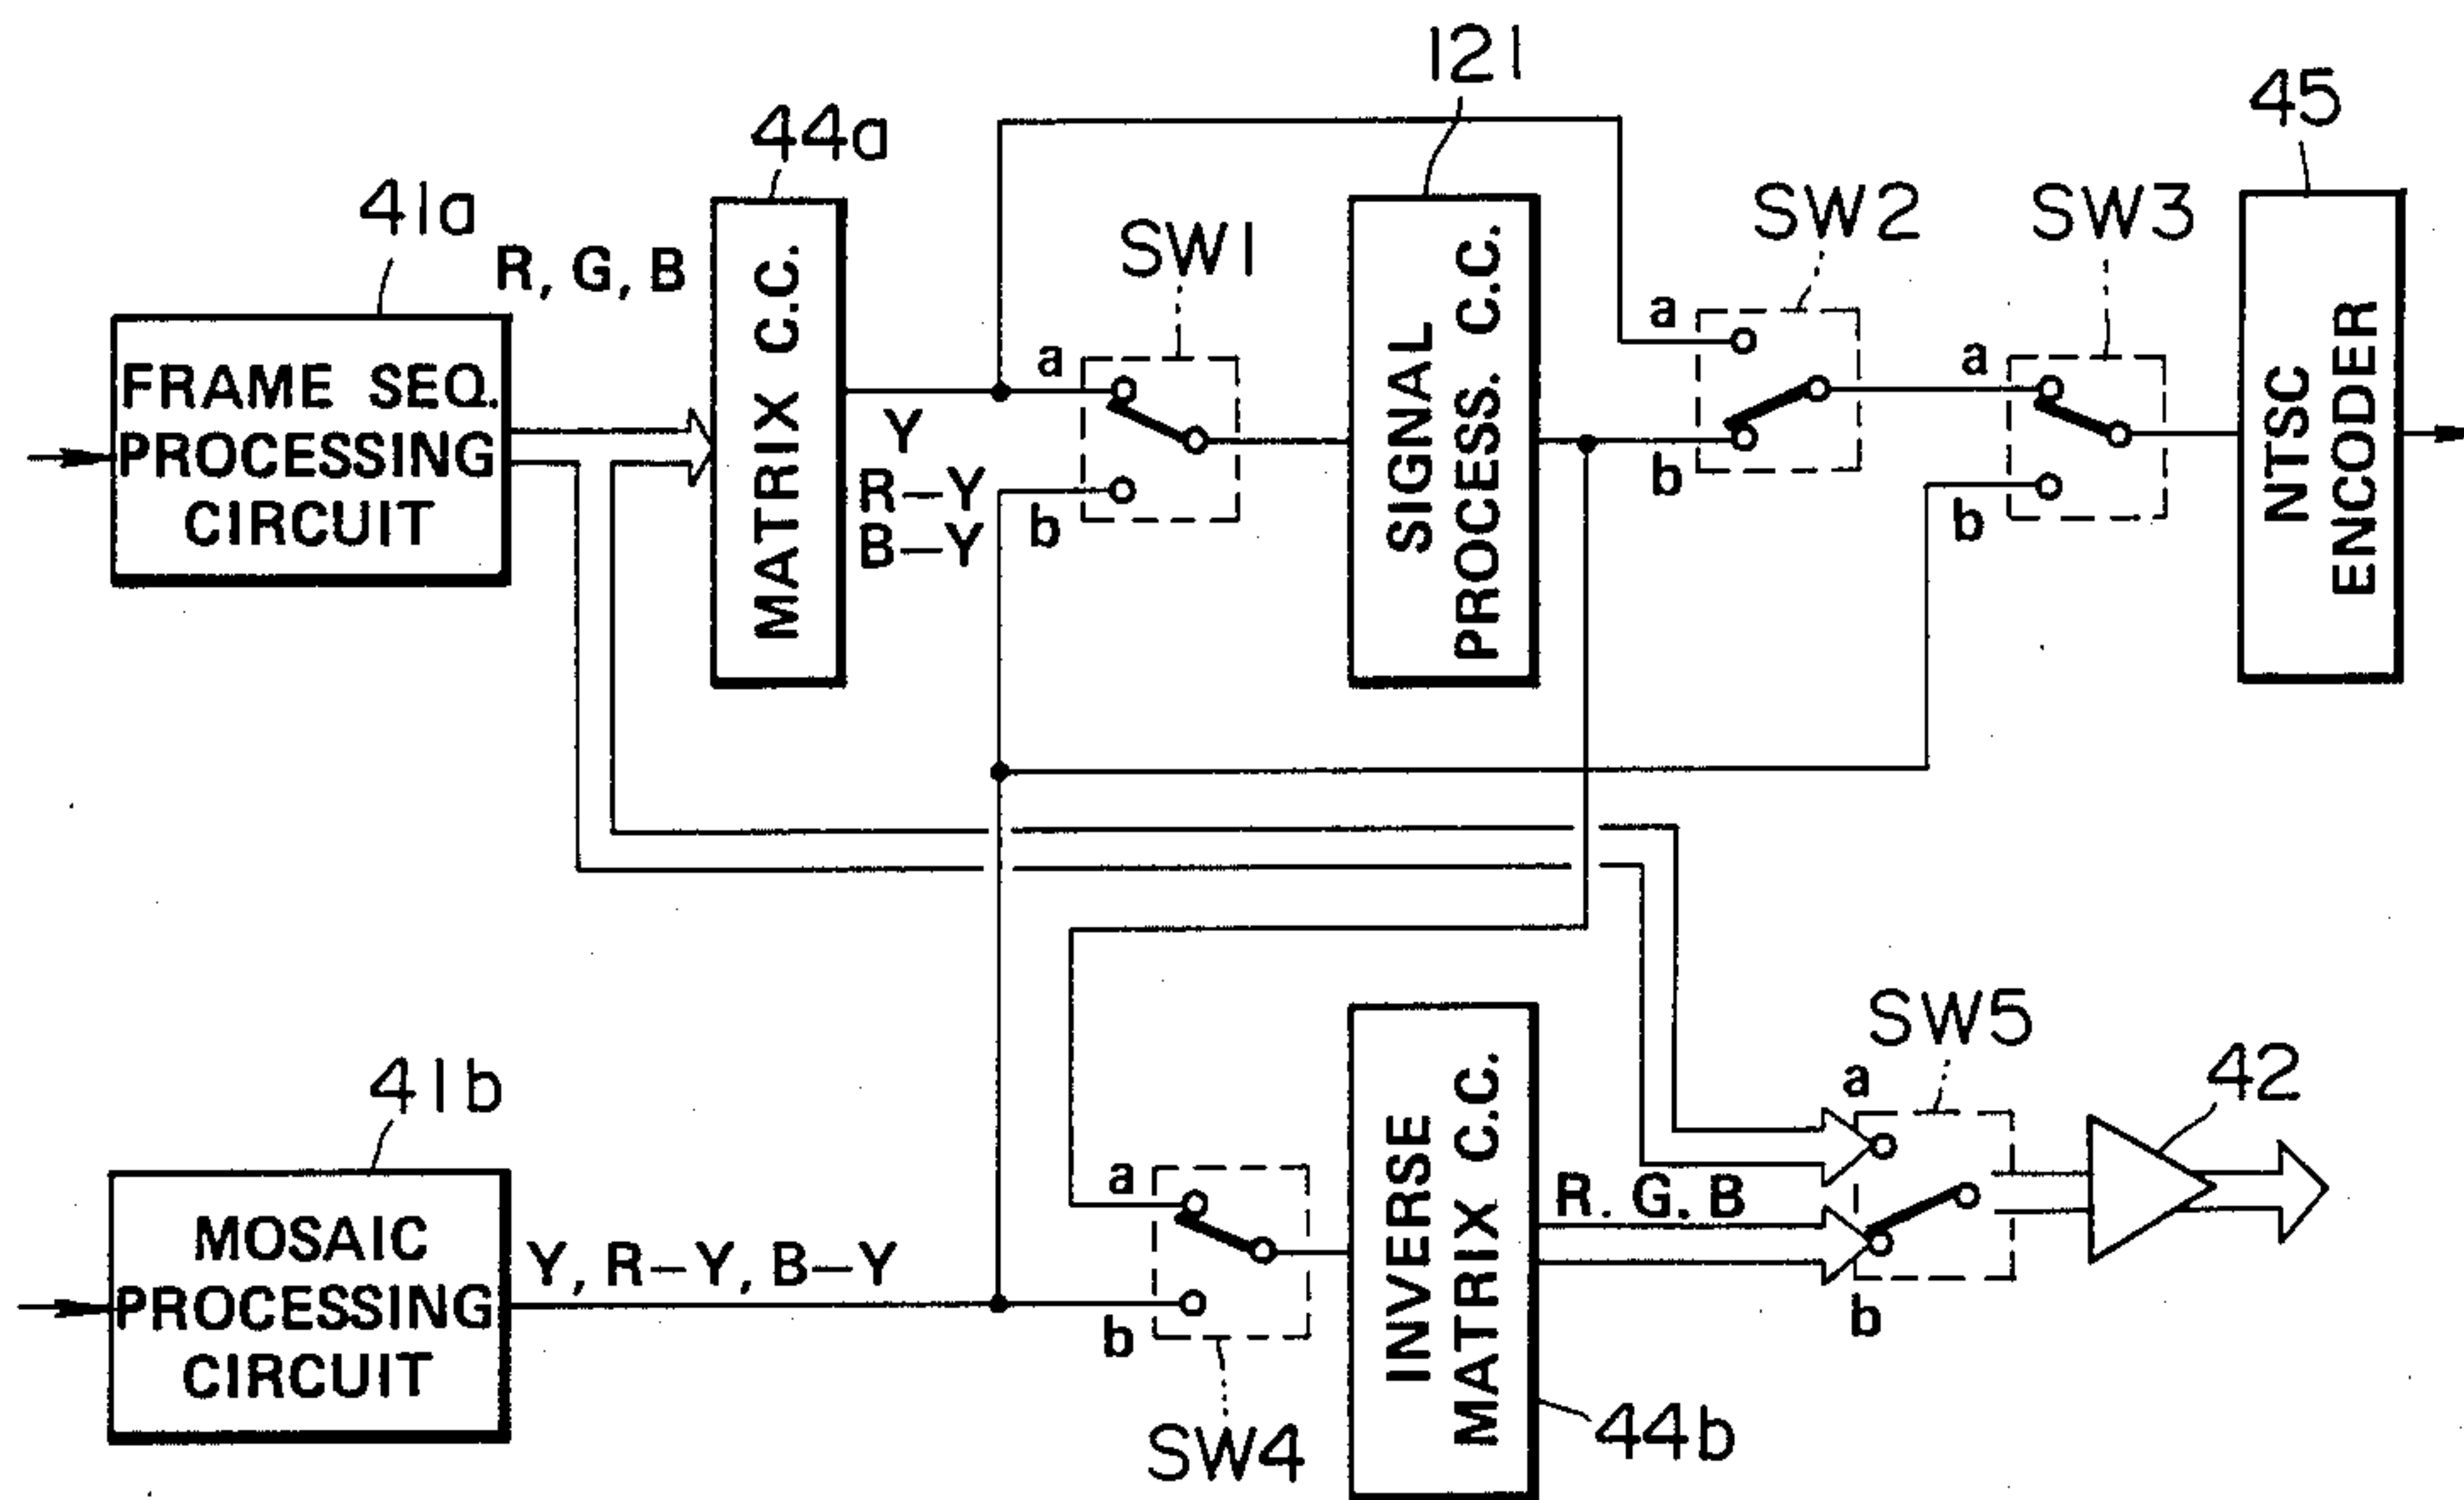 121
45
44a
41a
R, G, B
SW1
SW2
SW3
FRAME SEQ.
PROCESSING
CIRCUIT
MATRIX C.C.
a
b
Y
R-Y
B-Y
SIGNAL
PROCESS. C.C.
a
b
a
b
NTSC
ENCODER
41b
MOSAIC
PROCESSING
CIRCUIT
Y, R-Y, B-Y
a
b
SW4
INVERSE
MATRIX C.C.
44b
R. G. B
SW5
a
b
42